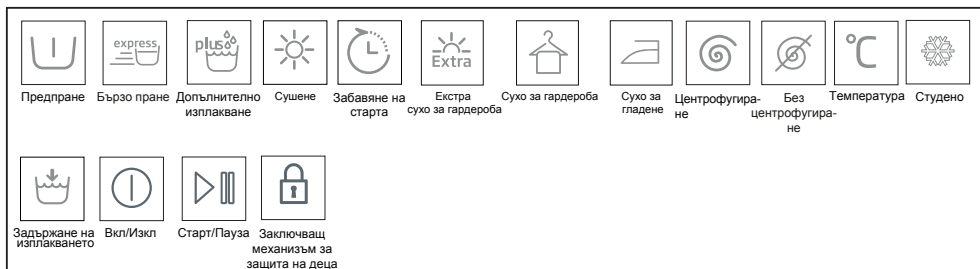 express
plus
Extra
°C
Предпране
Бързо пране
Допълнително
изплакване
Сушене
Забавяне на
старта
Екстра
сухо за гардероба
Сухо за гардероба
Сухо за
гладене
Центрофугира-
не
Без
центрофугира-
не
Температура
Студено
Задържане на
изплакването
Вкл/Изкл
Старт/Пауза
Заключващ
механизъм за
защита на деца